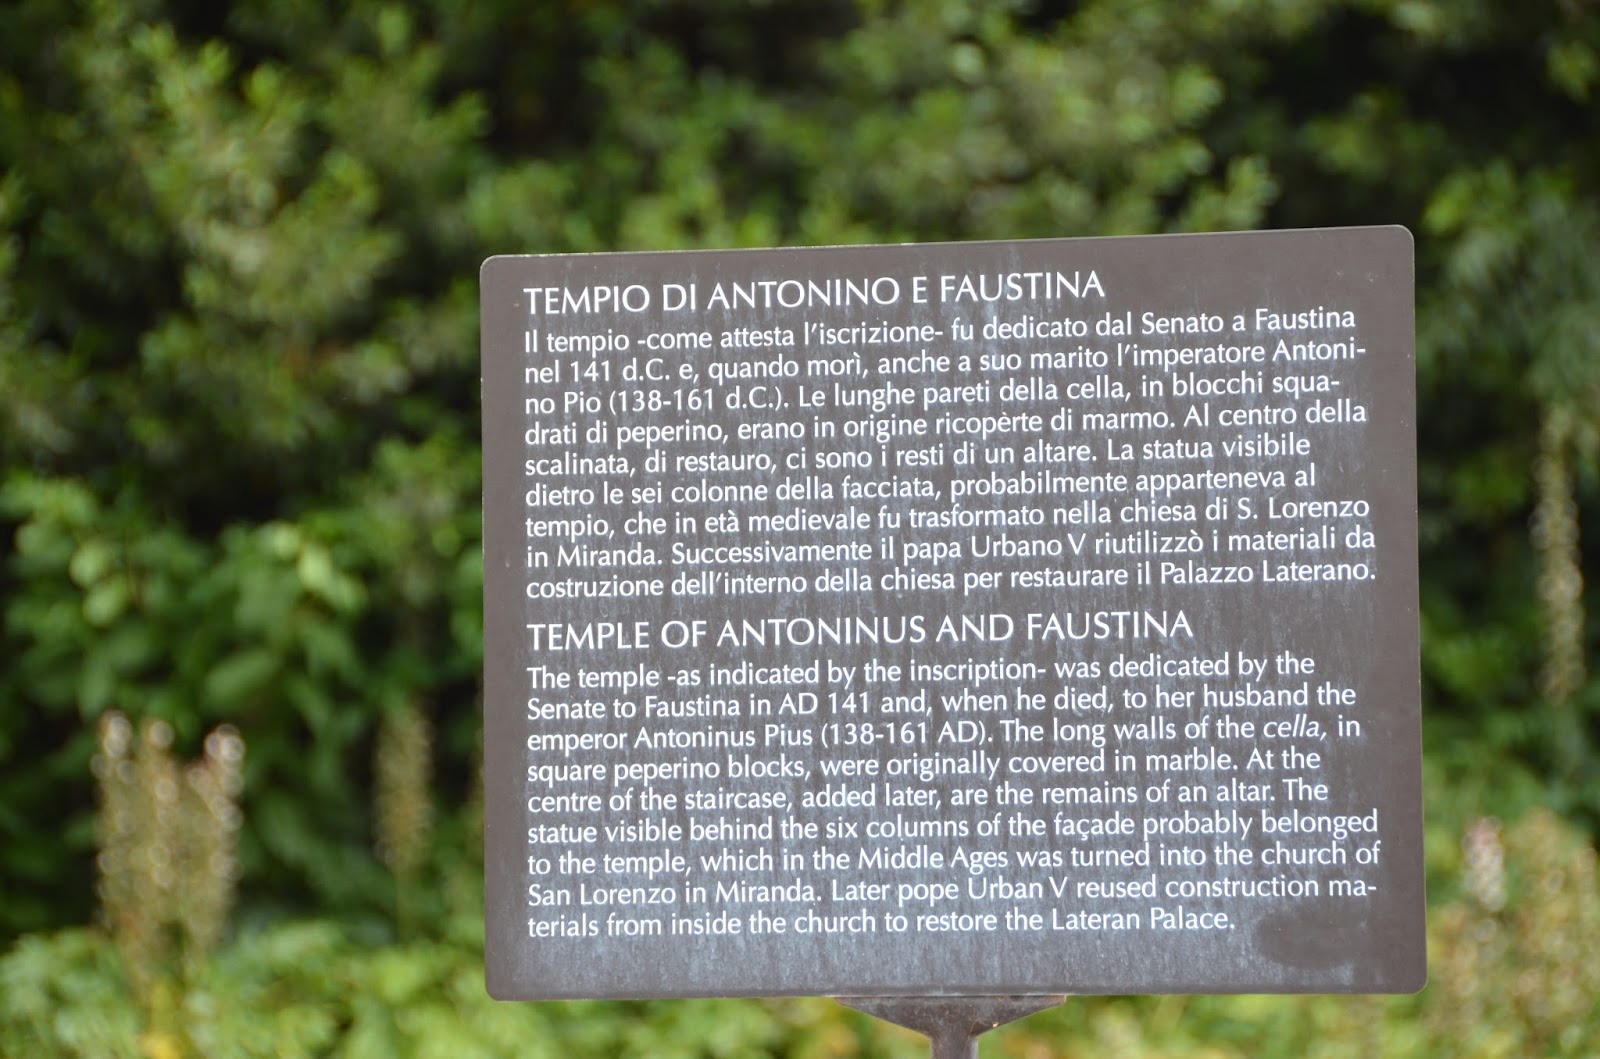 TEMPIO DI ANTONINO E FAUSTINA
Il tempio -come attesta l'iscrizione- fu dedicato dal Senato a Faustina
nel 141 d.C. e, quando morì, anche a suo marito l'imperatore Antoni-
no Pio (138-161 d.C.). Le lunghe pareti della cella, in blocchi squa-
drati di peperino, erano in origine ricopèrte di marmo. Al centro della
scalinata, di restauro, ci sono i resti di un altare. La statua visibile
dietro le sei colonne della facciata, probabilmente apparteneva al
tempio, che in età medievale fu trasformato nella chiesa di S. Lorenzo
in Miranda. Successivamente il papa Urbano V riutilizzò i materiali da
costruzione dell'interno della chiesa per restaurare il Palazzo Laterano.
TEMPLE OF ANTONINUS AND FAUSTINA
The temple -as indicated by the inscription- was dedicated by the
Senate to Faustina in AD 141 and, when he died, to her husband the
emperor Antoninus Pius (138-161 AD). The long walls of the cella, in
square peperino blocks, were originally covered in marble. At the
centre of the staircase, added later, are the remains of an altar. The
statue visible behind the six columns of the façade probably belonged
to the temple, which in the Middle Ages was turned into the church of
San Lorenzo in Miranda. Later pope Urban V reused construction ma-
terials from inside the church to restore the Lateran Palace.